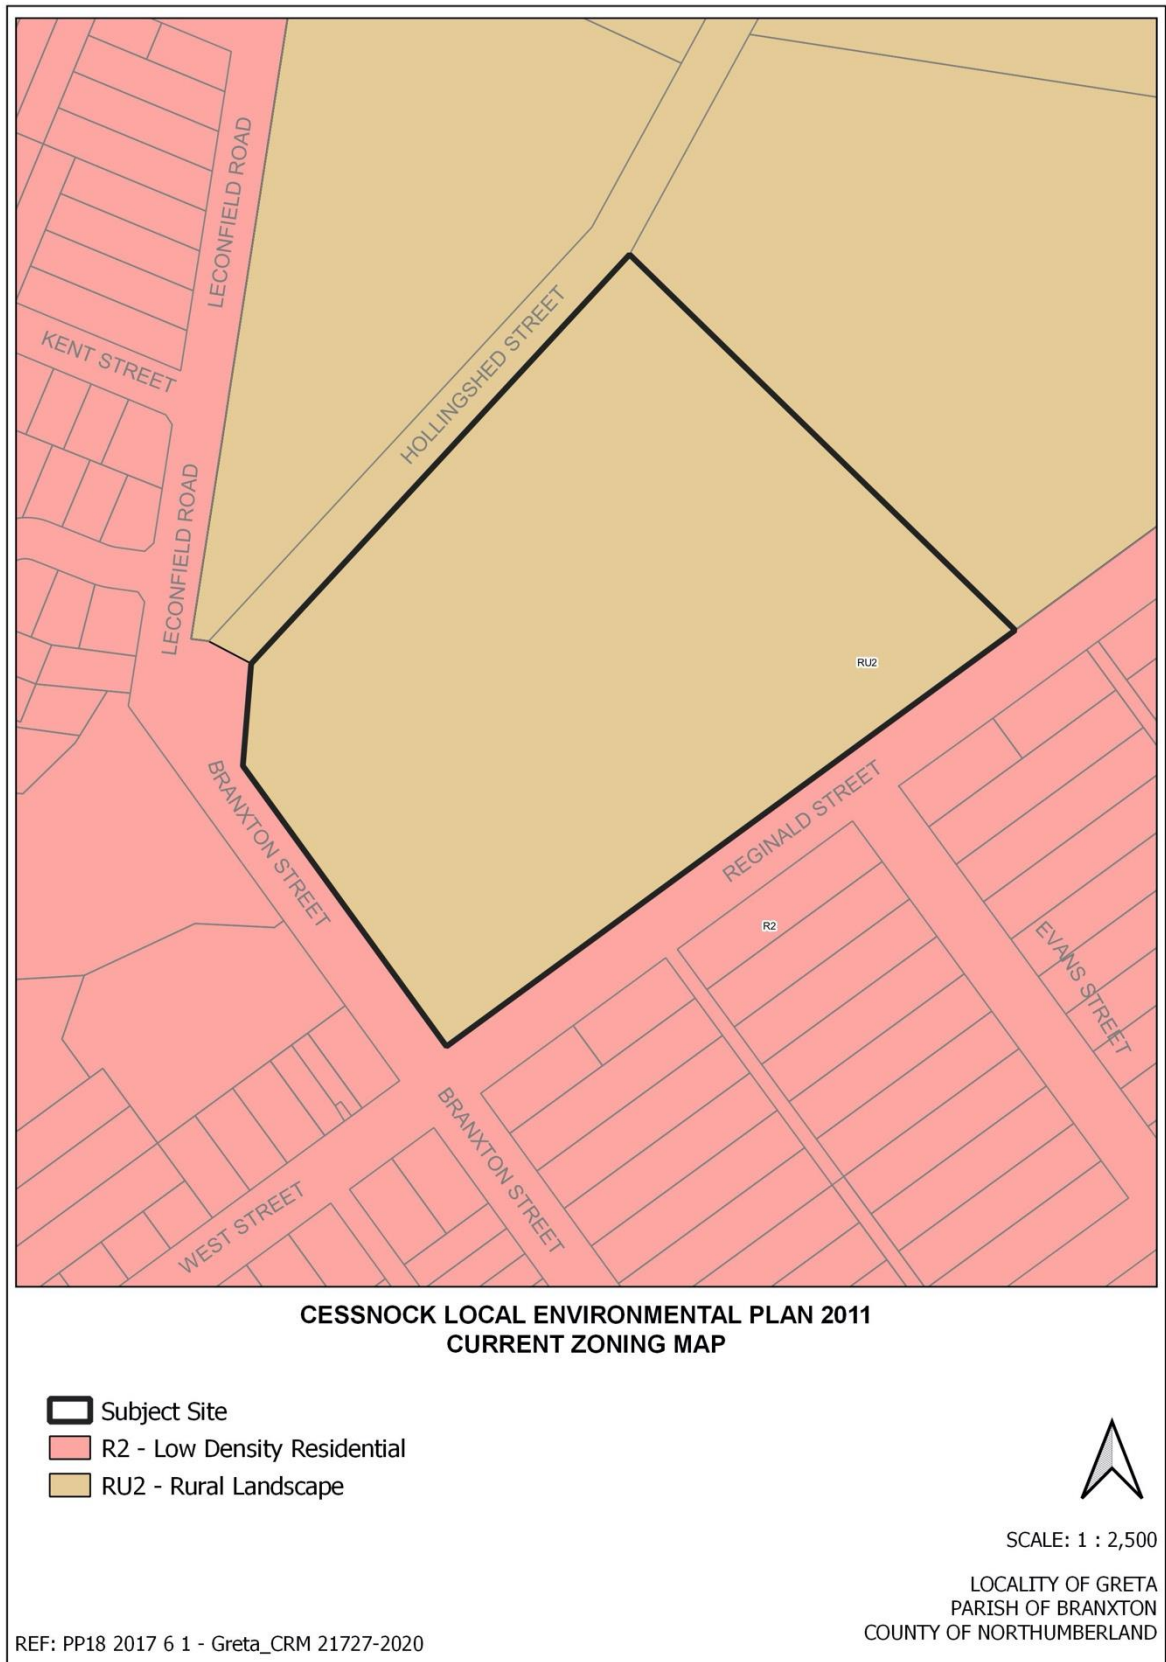 LECONFIELD ROAD
KENT STREET
HOLLINGSHED STREET
LECONFIELD ROAD
RU2
BRANXTON STREET
REGINALD STREET
R2
EVANS STREET
BRANXTON STREET
WEST STREET
CESSNOCK LOCAL ENVIRONMENTAL PLAN 2011
CURRENT ZONING MAP
Subject Site
R2 - Low Density Residential
RU2 - Rural Landscape
SCALE: 1 : 2,500
LOCALITY OF GRETA
PARISH OF BRANXTON
COUNTY OF NORTHUMBERLAND
REF: PP18 2017 6 1 - Greta_CRM 21727-2020